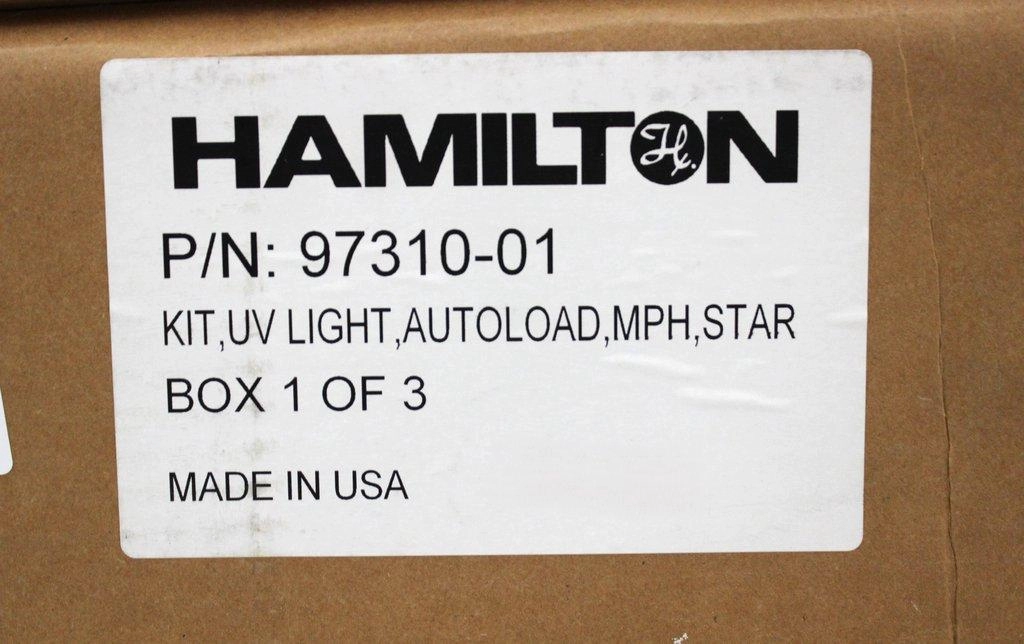 HAMILTON
P/N: 97310-01
KIT,UV LIGHT,AUTOLOAD,MPH,STAR
BOX 1 OF 3
MADE IN USA